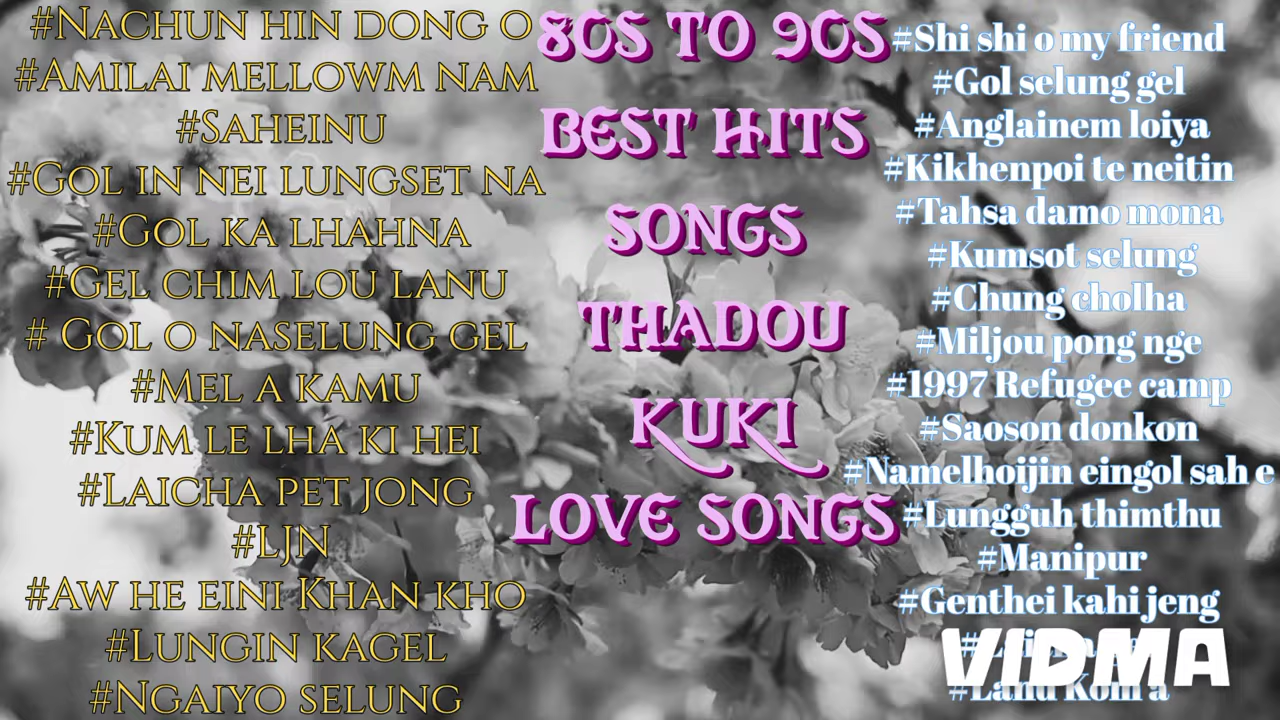 #Nachun hin dong o
#Amilai mellowm nam
#Saheinu
#Gol in nei lungset na
#Gol ka lhahna
#Gel chim lou lanu
# Gol o naselung gel
#Mel a kamu
#Kum le lha ki hei
#Laicha pet jong
#LJN
#Aw he eini Khan kho
#Lungin kagel
#Ngaiyo selung
80s to 90s
Best Hits
Songs
Thadou
Kuki
Love Songs
#Shi shi o my friend
#Gol selung gel
#Anglainem loiya
#Kikhenpoi te neitin
#Tahsa damo mona
#Kumsot selung
#Chung cholha
#Miljou pong nge
#1997 Refugee camp
#Saoson donkon
#Namelhoijin eingol sah e
#Lungguh thimthu
#Manipur
#Genthei kahi jeng
#Lanu Kom a
VIDMA